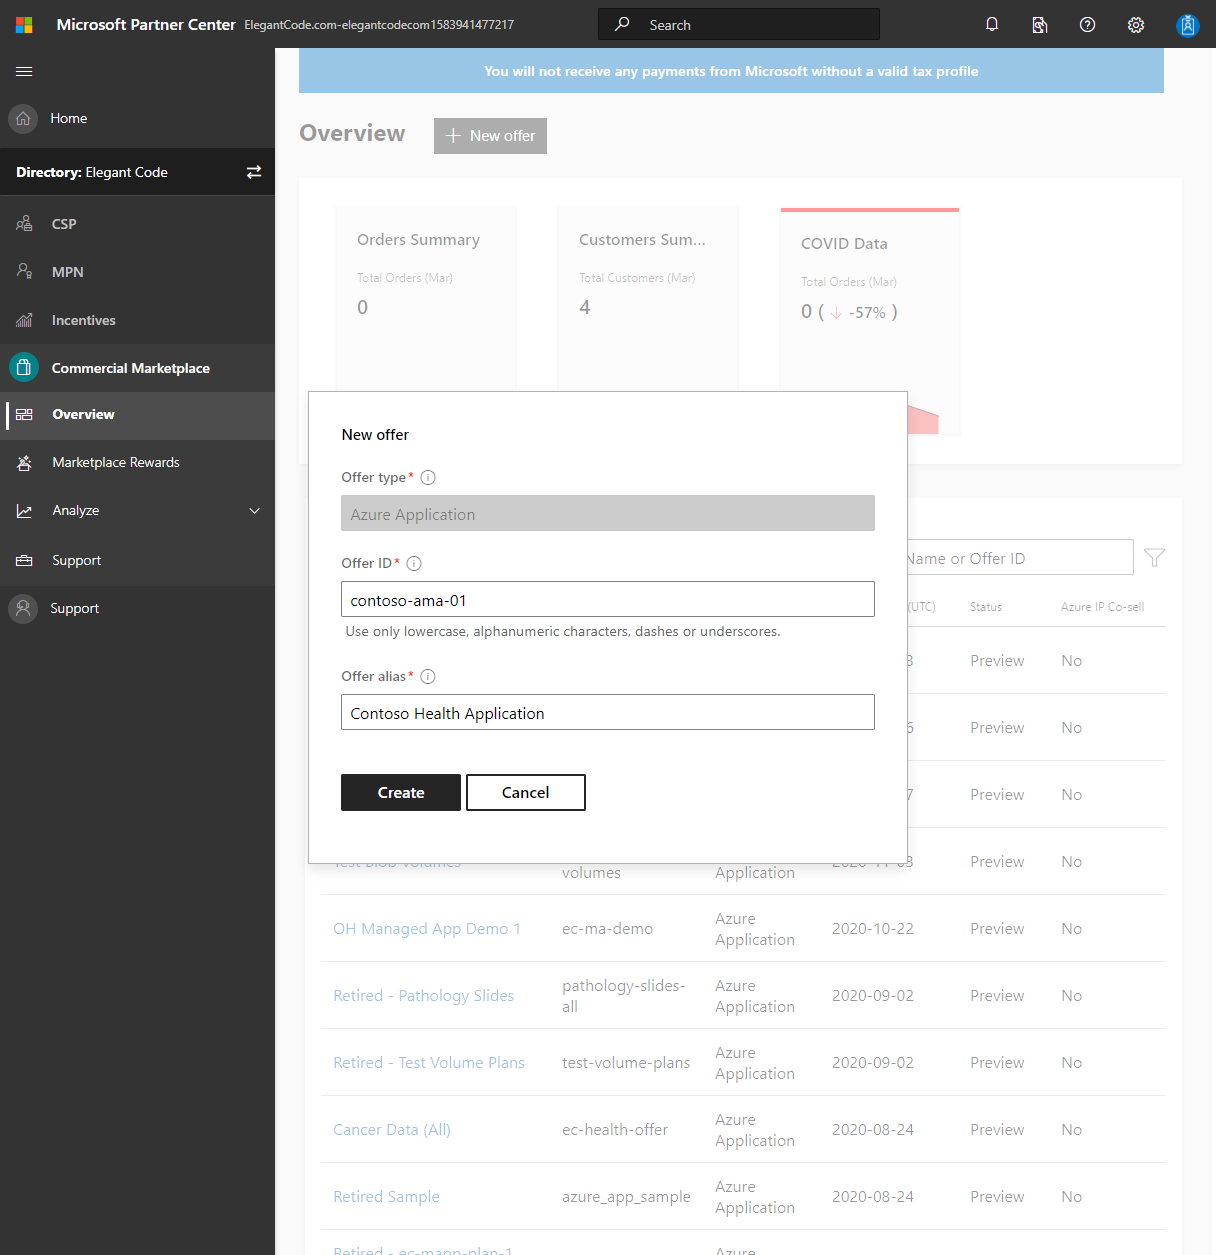 Microsoft Partner Center ElegantCode.com-elegantcodecom1583941477217 Search
You will not receive any payments from Microsoft without a valid tax profile
Home
Directory: Elegant Code
CSP
MPN
Incentives
Commercial Marketplace
Overview
Marketplace Rewards
Analyze
Support
Support
Overview
New offer
Orders Summary
Total Orders (Mar)
0
Customers Sum...
Total Customers (Mar)
4
COVID Data
Total Orders (Mar)
0 ( -57% )
New offer
Offer type*
Azure Application
Offer ID*
contoso-ama-01
Use only lowercase, alphanumeric characters, dashes or underscores.
Offer alias*
Contoso Health Application
Create
Cancel
Name or Offer ID
(UTC) Status Azure IP Co-sell
3 Preview No
6 Preview No
7 Preview No
Test Blob Volumes volumes Application 2020-11-03 Preview No
OH Managed App Demo 1 ec-ma-demo Azure Application 2020-10-22 Preview No
Retired - Pathology Slides pathology-slides-all Azure Application 2020-09-02 Preview No
Retired - Test Volume Plans test-volume-plans Azure Application 2020-09-02 Preview No
Cancer Data (All) ec-health-offer Azure Application 2020-08-24 Preview No
Retired Sample azure_app_sample Azure Application 2020-08-24 Preview No
Retired - ec-mapp-plan-1 Azure